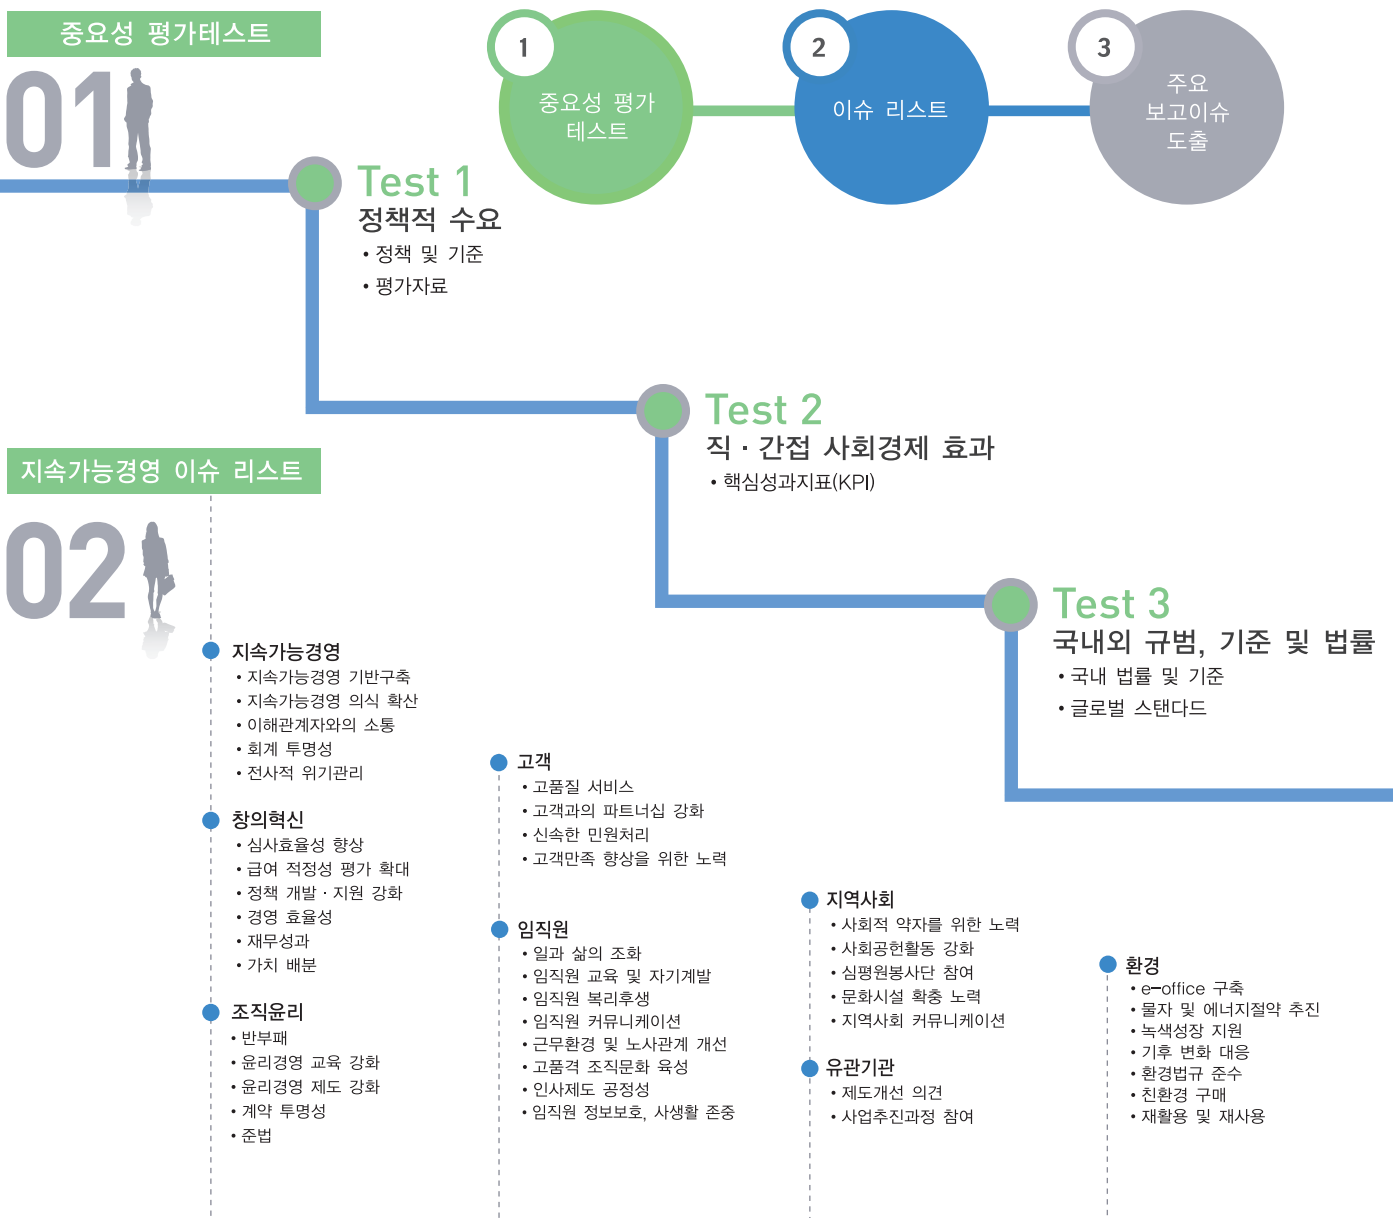 중요성 평가테스트
01
1
중요성 평가
테스트
2
이슈 리스트
3
주요
보고이슈
도출
Test 1
정책적 수요
• 정책 및 기준
• 평가자료
Test 2
직·간접 사회경제 효과
• 핵심성과지표(KPI)
Test 3
국내외 규범, 기준 및 법률
• 국내 법률 및 기준
• 글로벌 스탠다드
지속가능경영 이슈 리스트
02
지속가능경영
• 지속가능경영 기반구축
• 지속가능경영 의식 확산
• 이해관계자와의 소통
• 회계 투명성
• 전사적 위기관리
창의혁신
• 심사효율성 향상
• 급여 적정성 평가 확대
• 정책 개발·지원 강화
• 경영 효율성
• 재무성과
• 가치 배분
조직윤리
• 반부패
• 윤리경영 교육 강화
• 윤리경영 제도 강화
• 계약 투명성
• 준법
고객
• 고품질 서비스
• 고객과의 파트너십 강화
• 신속한 민원처리
• 고객만족 향상을 위한 노력
임직원
• 일과 삶의 조화
• 임직원 교육 및 자기계발
• 임직원 복리후생
• 임직원 커뮤니케이션
• 근무환경 및 노사관계 개선
• 고품격 조직문화 육성
• 인사제도 공정성
• 임직원 정보보호, 사생활 존중
지역사회
• 사회적 약자를 위한 노력
• 사회공헌활동 강화
• 심평원봉사단 참여
• 문화시설 확충 노력
• 지역사회 커뮤니케이션
유관기관
• 제도개선 의견
• 사업추진과정 참여
환경
• e-office 구축
• 물자 및 에너지절약 추진
• 녹색성장 지원
• 기후 변화 대응
• 환경법규 준수
• 친환경 구매
• 재활용 및 재사용